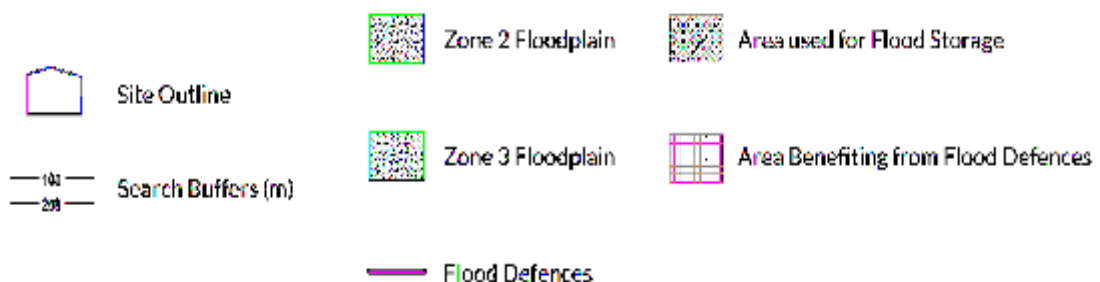 Site Outline
100
Search Buffers (m)
Zone 2 Floodplain
Zone 3 Floodplain
Flood Defences
Area used for Flood Storage
Area Benefiting from Flood Defences